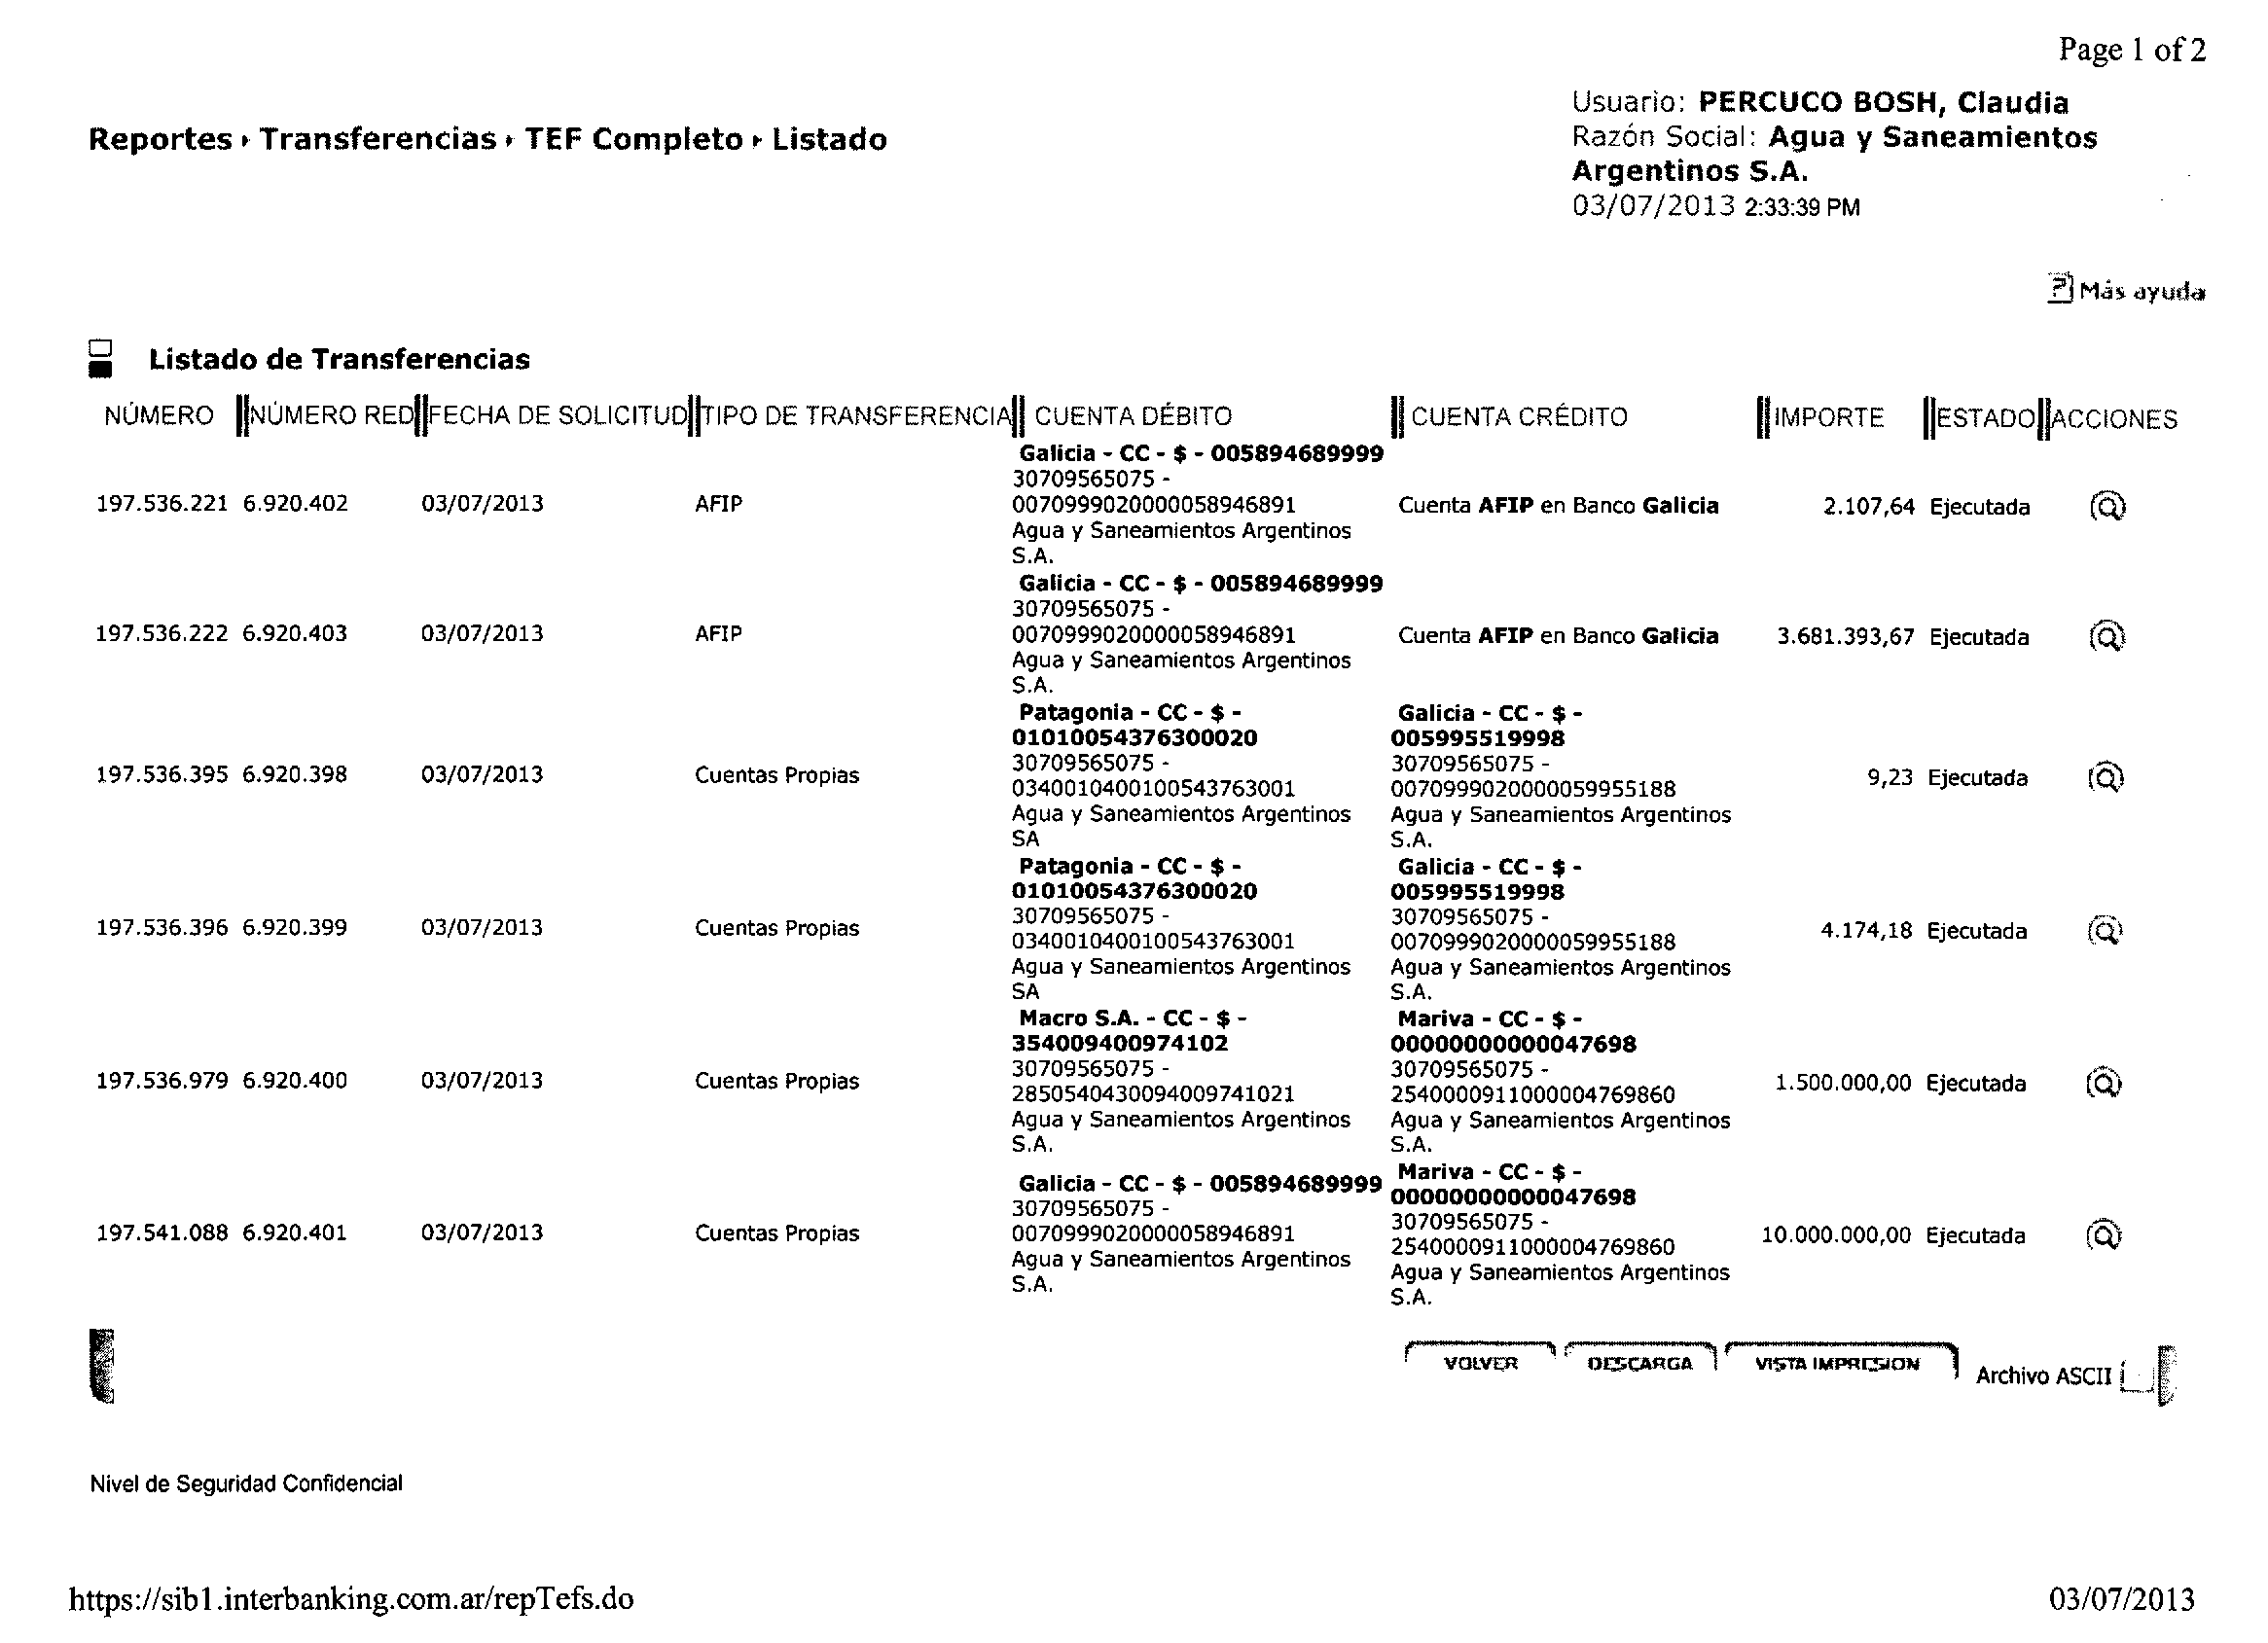 Page 1 of 2
Usuario: PERCUCO BOSH, Claudia
Razón Social: Agua y Saneamientos
Argentinos S.A.
03/07/2013 2:33:39 PM
Reportes ▸ Transferencias ▸ TEF Completo ▸ Listado
Más ayuda
Listado de Transferencias
NÚMERO NÚMERO RED FECHA DE SOLICITUD TIPO DE TRANSFERENCIA CUENTA DÉBITO CUENTA CRÉDITO IMPORTE ESTADO ACCIONES
Galicia - CC - $ - 005894689999
30709565075 -
197.536.221 6.920.402 03/07/2013 AFIP 0070999020000058946891 Cuenta AFIP en Banco Galicia 2.107,64 Ejecutada
Agua y Saneamientos Argentinos
S.A.
Galicia - CC - $ - 005894689999
30709565075 -
197.536.222 6.920.403 03/07/2013 AFIP 0070999020000058946891 Cuenta AFIP en Banco Galicia 3.681.393,67 Ejecutada
Agua y Saneamientos Argentinos
S.A.
Patagonia - CC - $ - Galicia - CC - $ -
01010054376300020 005995519998
30709565075 - 30709565075 -
197.536.395 6.920.398 03/07/2013 Cuentas Propias 0340010400100543763001 0070999020000059955188 9,23 Ejecutada
Agua y Saneamientos Argentinos Agua y Saneamientos Argentinos
SA S.A.
Patagonia - CC - $ - Galicia - CC - $ -
01010054376300020 005995519998
30709565075 - 30709565075 -
197.536.396 6.920.399 03/07/2013 Cuentas Propias 0340010400100543763001 0070999020000059955188 4.174,18 Ejecutada
Agua y Saneamientos Argentinos Agua y Saneamientos Argentinos
SA S.A.
Macro S.A. - CC - $ - Mariva - CC - $ -
354009400974102 00000000000047698
30709565075 - 30709565075 -
197.536.979 6.920.400 03/07/2013 Cuentas Propias 2850540430094009741021 2540000911000004769860 1.500.000,00 Ejecutada
Agua y Saneamientos Argentinos Agua y Saneamientos Argentinos
S.A. S.A.
Galicia - CC - $ - 005894689999 Mariva - CC - $ -
00000000000047698
30709565075 - 30709565075 -
197.541.088 6.920.401 03/07/2013 Cuentas Propias 0070999020000058946891 2540000911000004769860 10.000.000,00 Ejecutada
Agua y Saneamientos Argentinos Agua y Saneamientos Argentinos
S.A. S.A.
VOLVER DESCARGA VISTA IMPRESION Archivo ASCII
Nivel de Seguridad Confidencial
https://sib1.interbanking.com.ar/repTefs.do 03/07/2013